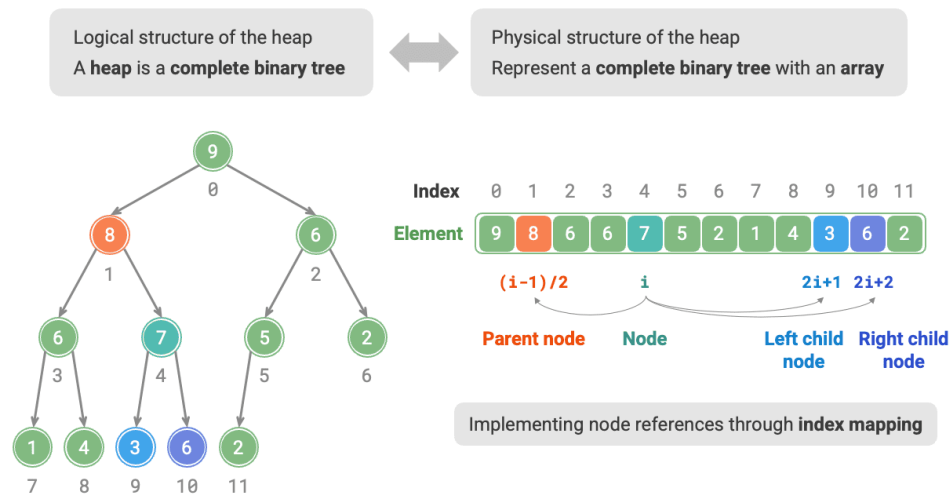 Logical structure of the heap
A heap is a complete binary tree
Physical structure of the heap
Represent a complete binary tree with an array
9
0
8
6
1
2
6
7
5
2
3
4
5
6
1
4
3
6
2
7
8
9
10
11
Index 0 1 2 3 4 5 6 7 8 9 10 11
Element 9 8 6 6 7 5 2 1 4 3 6 2
(i-1)/2 i 2i+1 2i+2
Parent node
Node
Left child
node
Right child
node
Implementing node references through index mapping